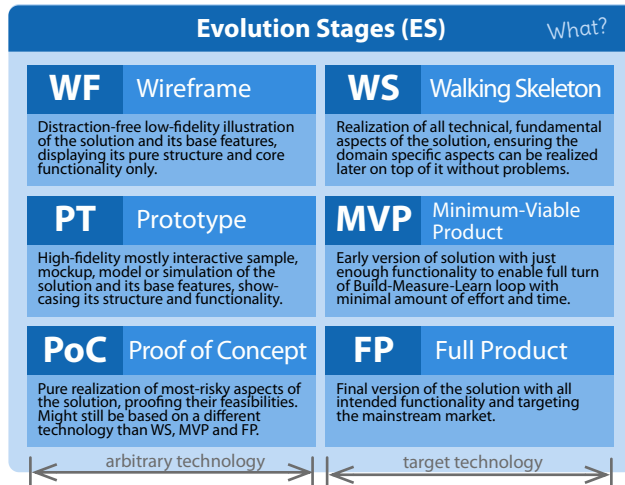 Evolution Stages (ES)
What?
WF
Wireframe
Distraction-free low-fidelity illustration
of the solution and its base features,
displaying its pure structure and core
functionality only.
WS
Walking Skeleton
Realization of all technical, fundamental
aspects of the solution, ensuring the
domain specific aspects can be realized
later on top of it without problems.
PT
Prototype
High-fidelity mostly interactive sample,
mockup, model or simulation of the
solution and its base features, show-
casing its structure and functionality.
MVP
Minimum-Viable
Product
Early version of solution with just
enough functionality to enable full turn
of Build-Measure-Learn loop with
minimal amount of effort and time.
PoC
Proof of Concept
Pure realization of most-risky aspects of
the solution, proofing their feasibilities.
Might still be based on a different
technology than WS, MVP and FP.
FP
Full Product
Final version of the solution with all
intended functionality and targeting
the mainstream market.
arbitrary technology
target technology